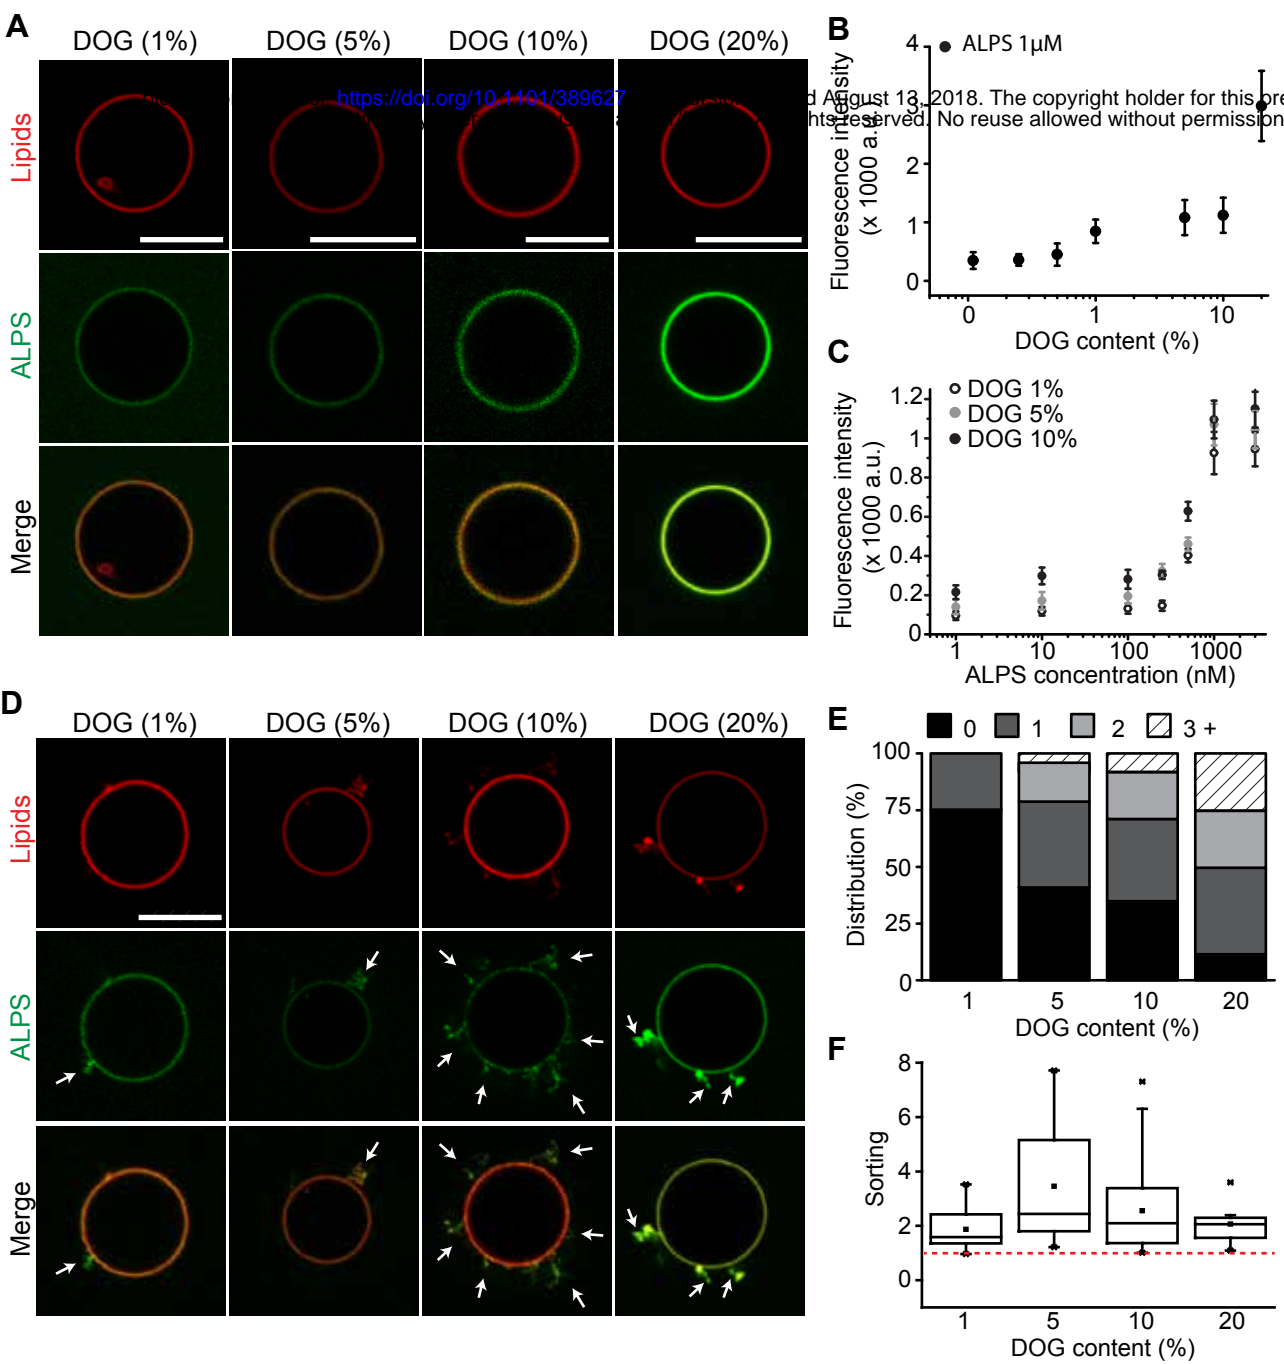 A
DOG (1%) DOG (5%) DOG (10%) DOG (20%)
Lipids
ALPS
Merge
https://doi.org/10.1101/389627
August 13, 2018. The copyright holder for this pre
hts reserved. No reuse allowed without permission
B
ALPS 1µM
Fluorescence intensity
(x 1000 a.u.)
4
3
2
1
0
0 1 10
DOG content (%)
C
DOG 1%
DOG 5%
DOG 10%
Fluorescence intensity
(x 1000 a.u.)
1.2
1
0.8
0.6
0.4
0.2
0
1 10 100 1000
ALPS concentration (nM)
D
DOG (1%) DOG (5%) DOG (10%) DOG (20%)
Lipids
ALPS
Merge
E
0 1 2 3 +
Distribution (%)
100
75
50
25
0
1 5 10 20
DOG content (%)
F
Sorting
8
6
4
2
0
1 5 10 20
DOG content (%)